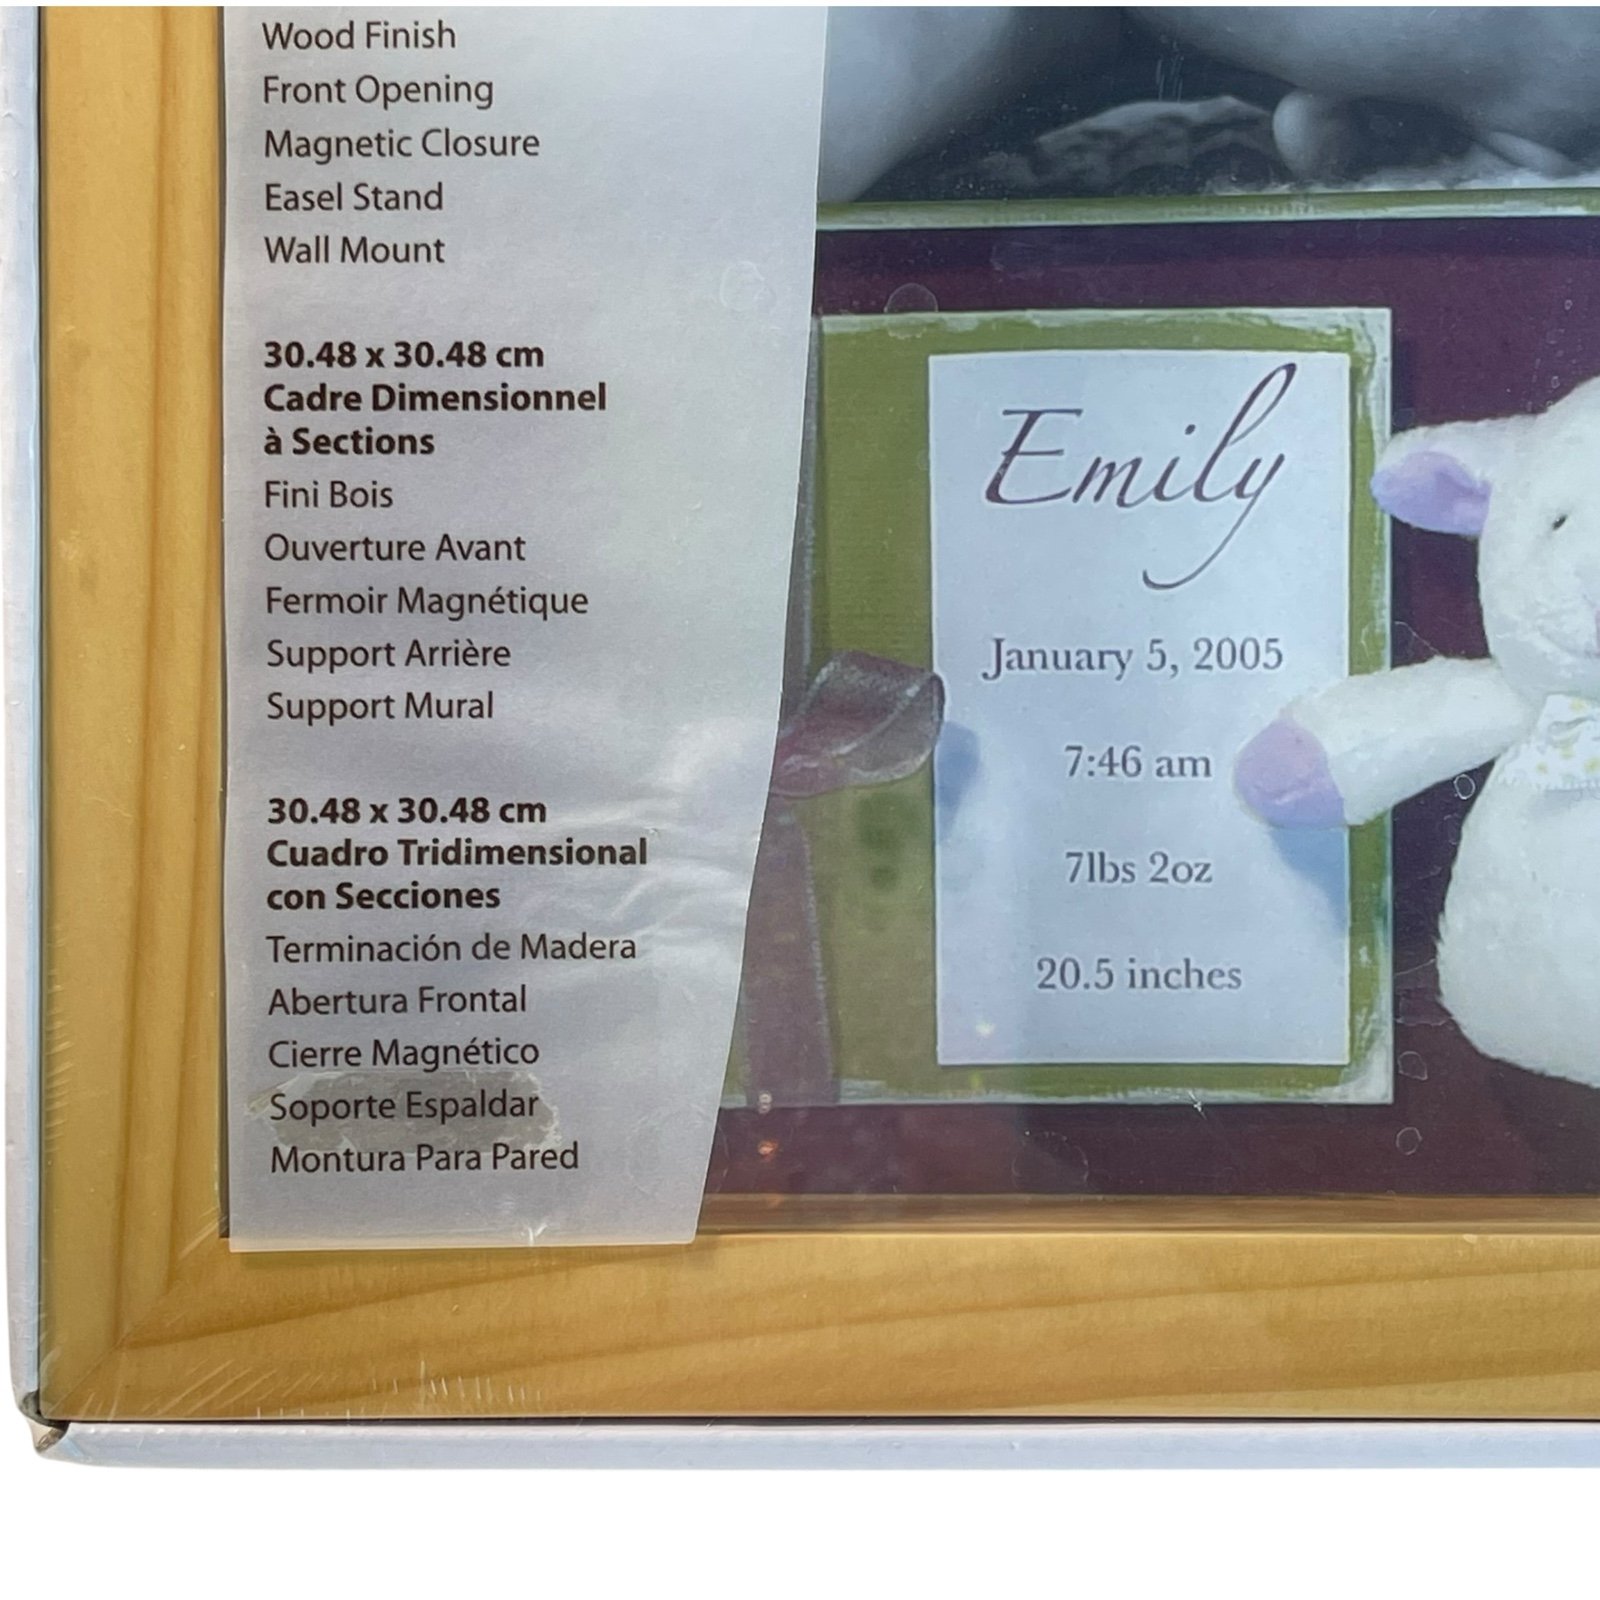 Wood Finish
Front Opening
Magnetic Closure
Easel Stand
Wall Mount
30.48 x 30.48 cm
Cadre Dimensionnel
à Sections
Fini Bois
Ouverture Avant
Fermoir Magnétique
Support Arrière
Support Mural
30.48 x 30.48 cm
Cuadro Tridimensional
con Secciones
Terminación de Madera
Abertura Frontal
Cierre Magnético
Soporte Espaldar
Montura Para Pared
Emily
January 5, 2005
7:46 am
7lbs 2oz
20.5 inches